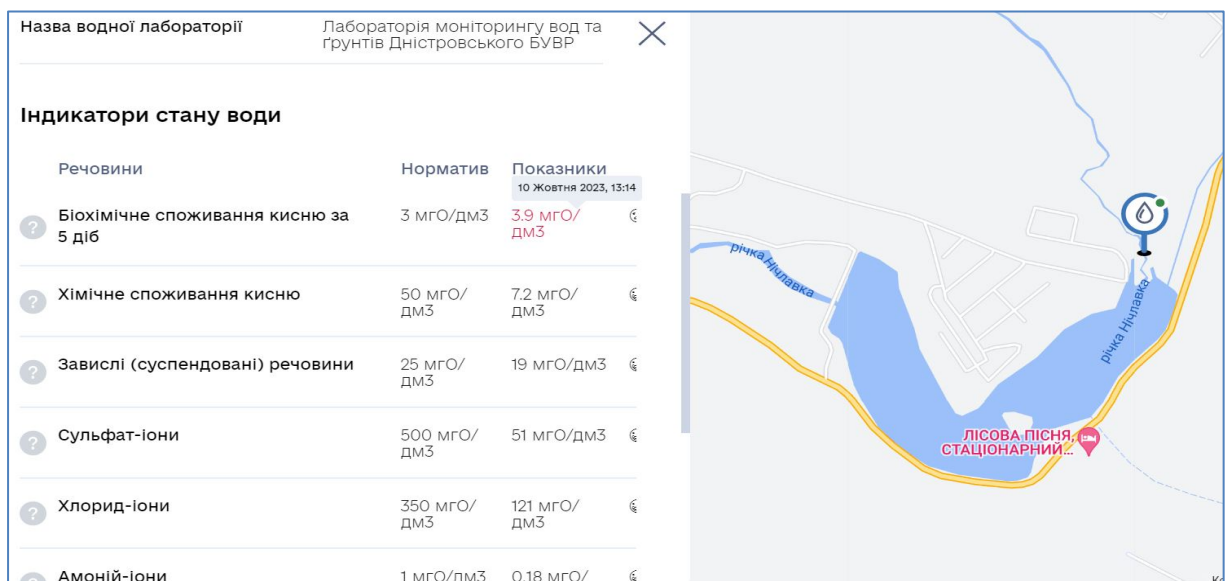 Назва водної лабораторії
Лабораторія моніторингу вод та
ґрунтів Дністровського БУВР
Індикатори стану води
Речовини Норматив Показники
10 Жовтня 2023, 13:14
Біохімічне споживання кисню за
5 діб
3 мгО/дм3
3.9 мгО/
дм3
Хімічне споживання кисню
50 мгО/
дм3
7.2 мгО/
дм3
Завислі (суспендовані) речовини
25 мгО/
дм3
19 мгО/дм3
Сульфат-іони
500 мгО/
дм3
51 мгО/дм3
Хлорид-іони
350 мгО/
дм3
121 мгО/
дм3
Амоній-іони
1 мгО/дм3
0.18 мгО/
річка Нічлавка
річка Нічлавка
ЛІСОВА ПІСНЯ,
СТАЦІОНАРНИЙ...